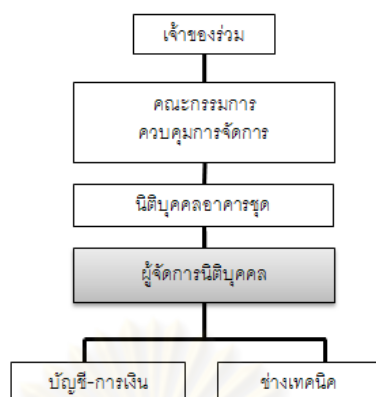 เจ้าของร่วม
คณะกรรมการ
ควบคุมการจัดการ
นิติบุคคลอาคารชุด
ผู้จัดการนิติบุคคล
บัญชี-การเงิน
ช่างเทคนิค